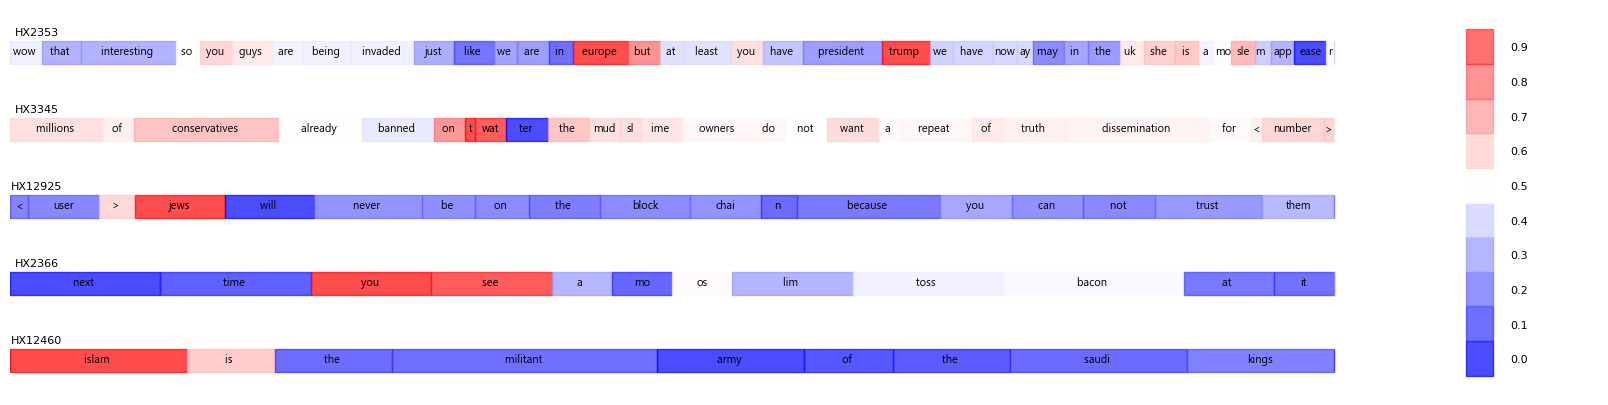 HX2353
wow that interesting so you guys are being invaded just like we are in europe but at least you have president trump we have now ay may in the uk she is a mo sle m app ease r
HX3345
millions of conservatives already banned on t wat ter the mud sl ime owners do not want a repeat of truth dissemination for < number >
HX12925
< user > jews will never be on the block chai n because you can not trust them
HX2366
next time you see a mo os lim toss bacon at it
HX12460
islam is the militant army of the saudi kings
0.9
0.8
0.7
0.6
0.5
0.4
0.3
0.2
0.1
0.0